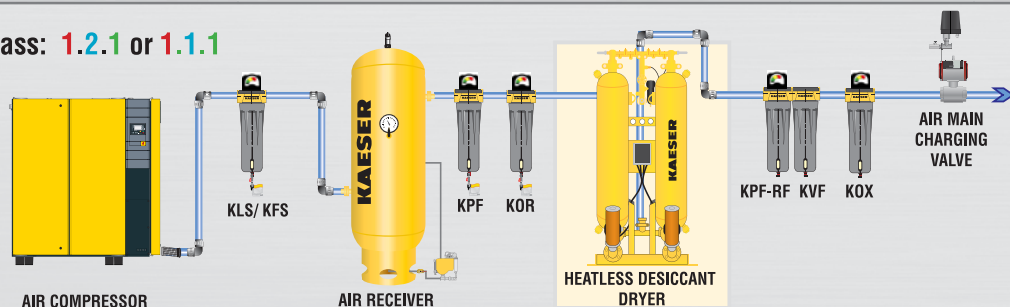 ass: 1.2.1 or 1.1.1
KLS/ KFS
KAESER
KPF
KOR
KAESER
KPF-RF
KVF
KOX
AIR MAIN
CHARGING
VALVE
AIR COMPRESSOR
AIR RECEIVER
HEATLESS DESICCANT
DRYER